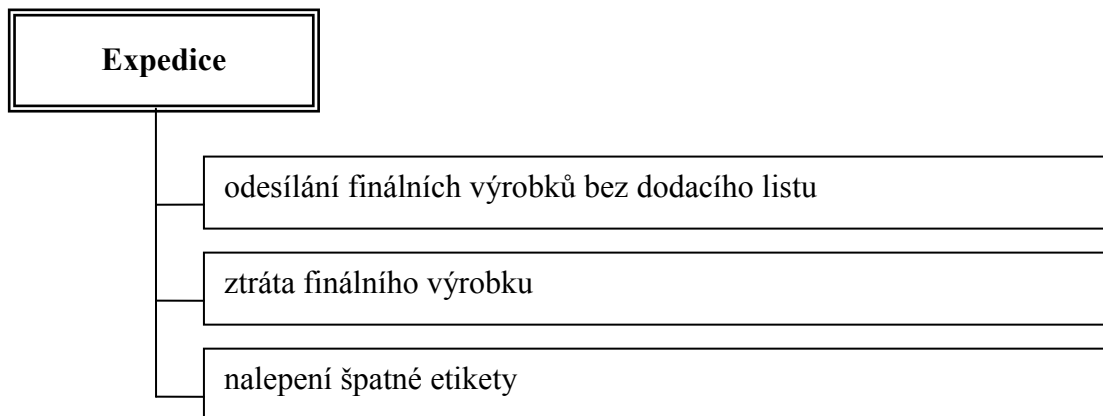 Expedice
odesílání finálních výrobků bez dodacího listu
ztráta finálního výrobku
nalepení špatné etikety